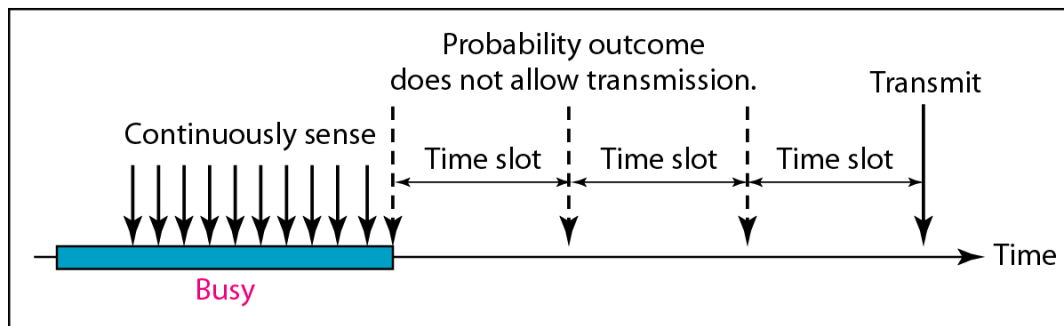 Probability outcome
does not allow transmission.
Transmit
Continuously sense
Time slot
Time slot
Time slot
Time
Busy